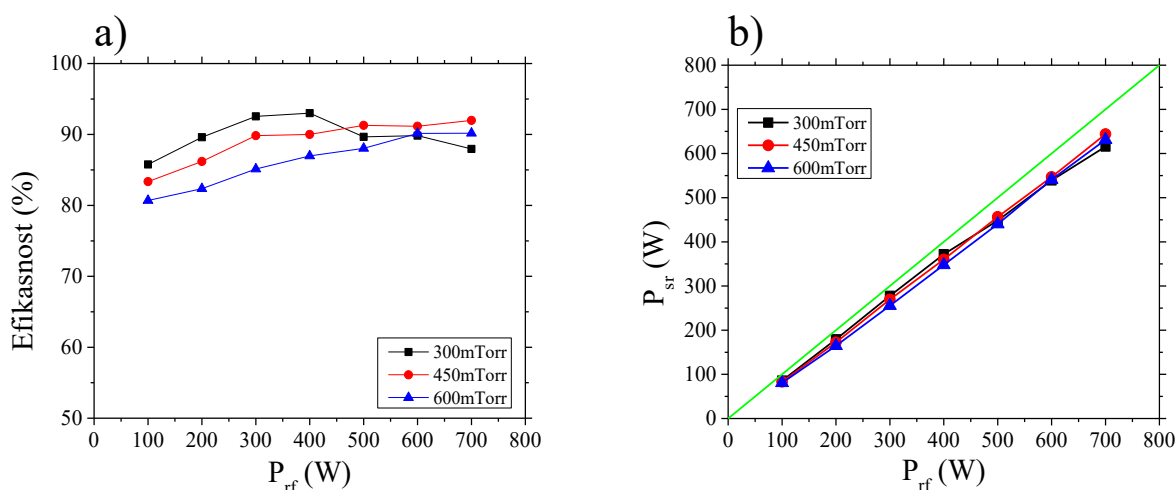 a)
Efikasnost (%)
100
90
80
70
60
50
0 100 200 300 400 500 600 700 800
P_rf (W)
300mTorr
450mTorr
600mTorr
b)
P_sr (W)
800
700
600
500
400
300
200
100
0
0 100 200 300 400 500 600 700 800
P_rf (W)
300mTorr
450mTorr
600mTorr